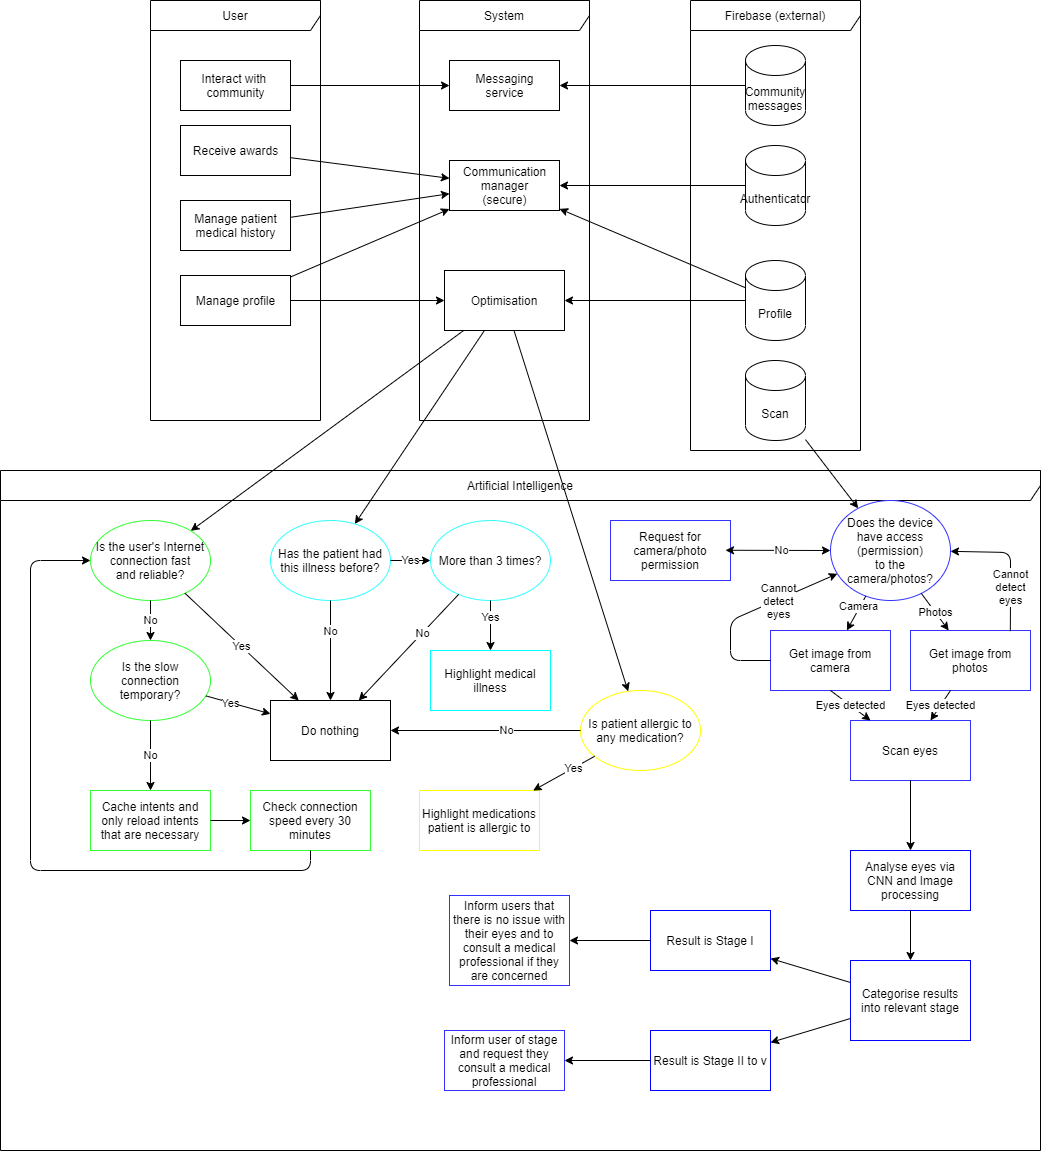 User
System
Firebase (external)
Interact with
community
Messaging
service
Community
messages
Receive awards
Communication
manager
(secure)
Authenticator
Manage patient
medical history
Manage profile
Optimisation
Profile
Scan
Artificial Intelligence
Is the user's Internet
connection fast
and reliable?
Has the patient had
this illness before?
Yes
More than 3 times?
Request for
camera/photo
permission
No
Does the device
have access
(permission)
to the
camera/photos?
Cannot
detect
eyes
Cannot
detect
eyes
Camera
Photos
No
Yes
No
No
Yes
Is the slow
connection
temporary?
Yes
Highlight medical
illness
Get image from
camera
Get image from
photos
Eyes detected
Eyes detected
Do nothing
No
Is patient allergic to
any medication?
Scan eyes
No
Yes
Cache intents and
only reload intents
that are necessary
Check connection
speed every 30
minutes
Highlight medications
patient is allergic to
Analyse eyes via
CNN and Image
processing
Inform users that
there is no issue with
their eyes and to
consult a medical
professional if they
are concerned
Result is Stage I
Categorise results
into relevant stage
Inform user of stage
and request they
consult a medical
professional
Result is Stage II to v